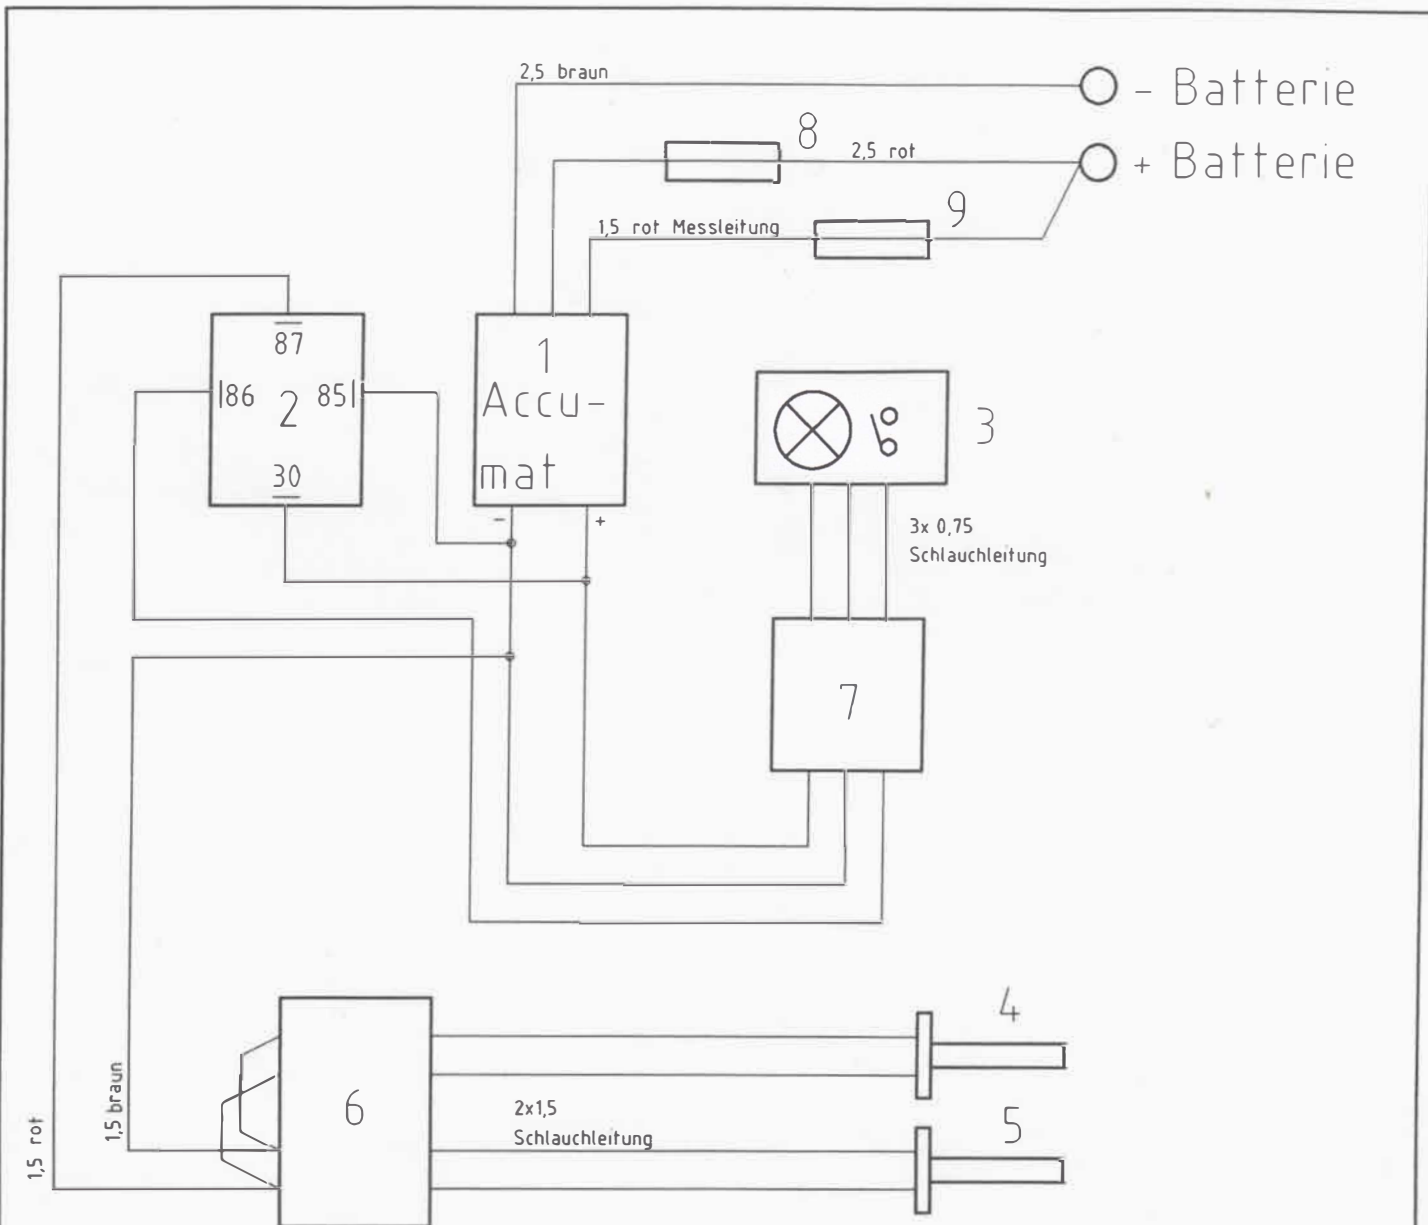 2,5 braun
- Batterie
8
2,5 rot
+ Batterie
9
1,5 rot Messleitung
87
86
2
85
30
1
Accu-
mat
-
+
3
3x 0,75
Schlauchleitung
7
4
6
2x1,5
Schlauchleitung
5
1,5 braun
1,5 rot